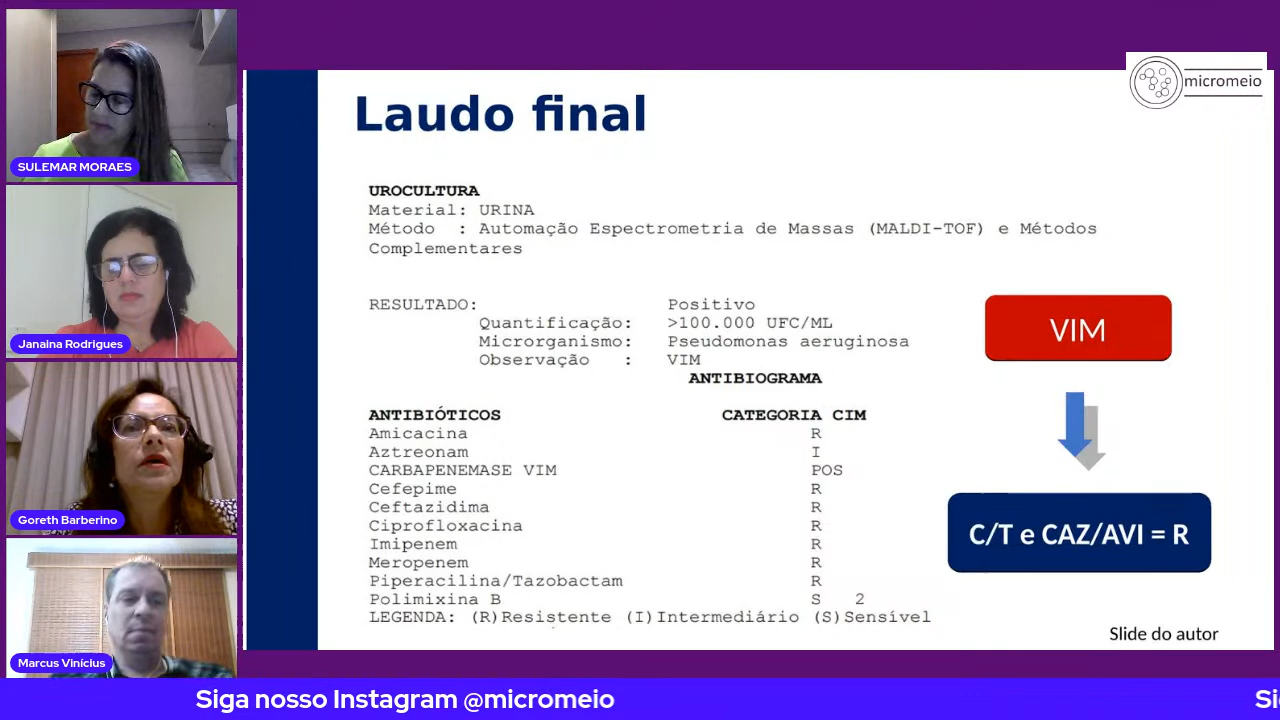 SULEMAR MORAES
Janaina Rodrigues
Goreth Barberino
Marcus Vinícius
micromeio
Laudo final
UROCULTURA
Material: URINA
Método : Automação Espectrometria de Massas (MALDI-TOF) e Métodos
Complementares
RESULTADO: Positivo
Quantificação: >100.000 UFC/ML
Microrganismo: Pseudomonas aeruginosa
Observação : VIM
ANTIBIOGRAMA
ANTIBIÓTICOS CATEGORIA CIM
Amicacina R
Aztreonam I
CARBAPENEMASE VIM POS
Cefepime R
Ceftazidima R
Ciprofloxacina R
Imipenem R
Meropenem R
Piperacilina/Tazobactam R
Polimixina B S 2
LEGENDA: (R)Resistente (I)Intermediário (S)Sensível
VIM
C/T e CAZ/AVI = R
Slide do autor
Siga nosso Instagram @micromeio
Si